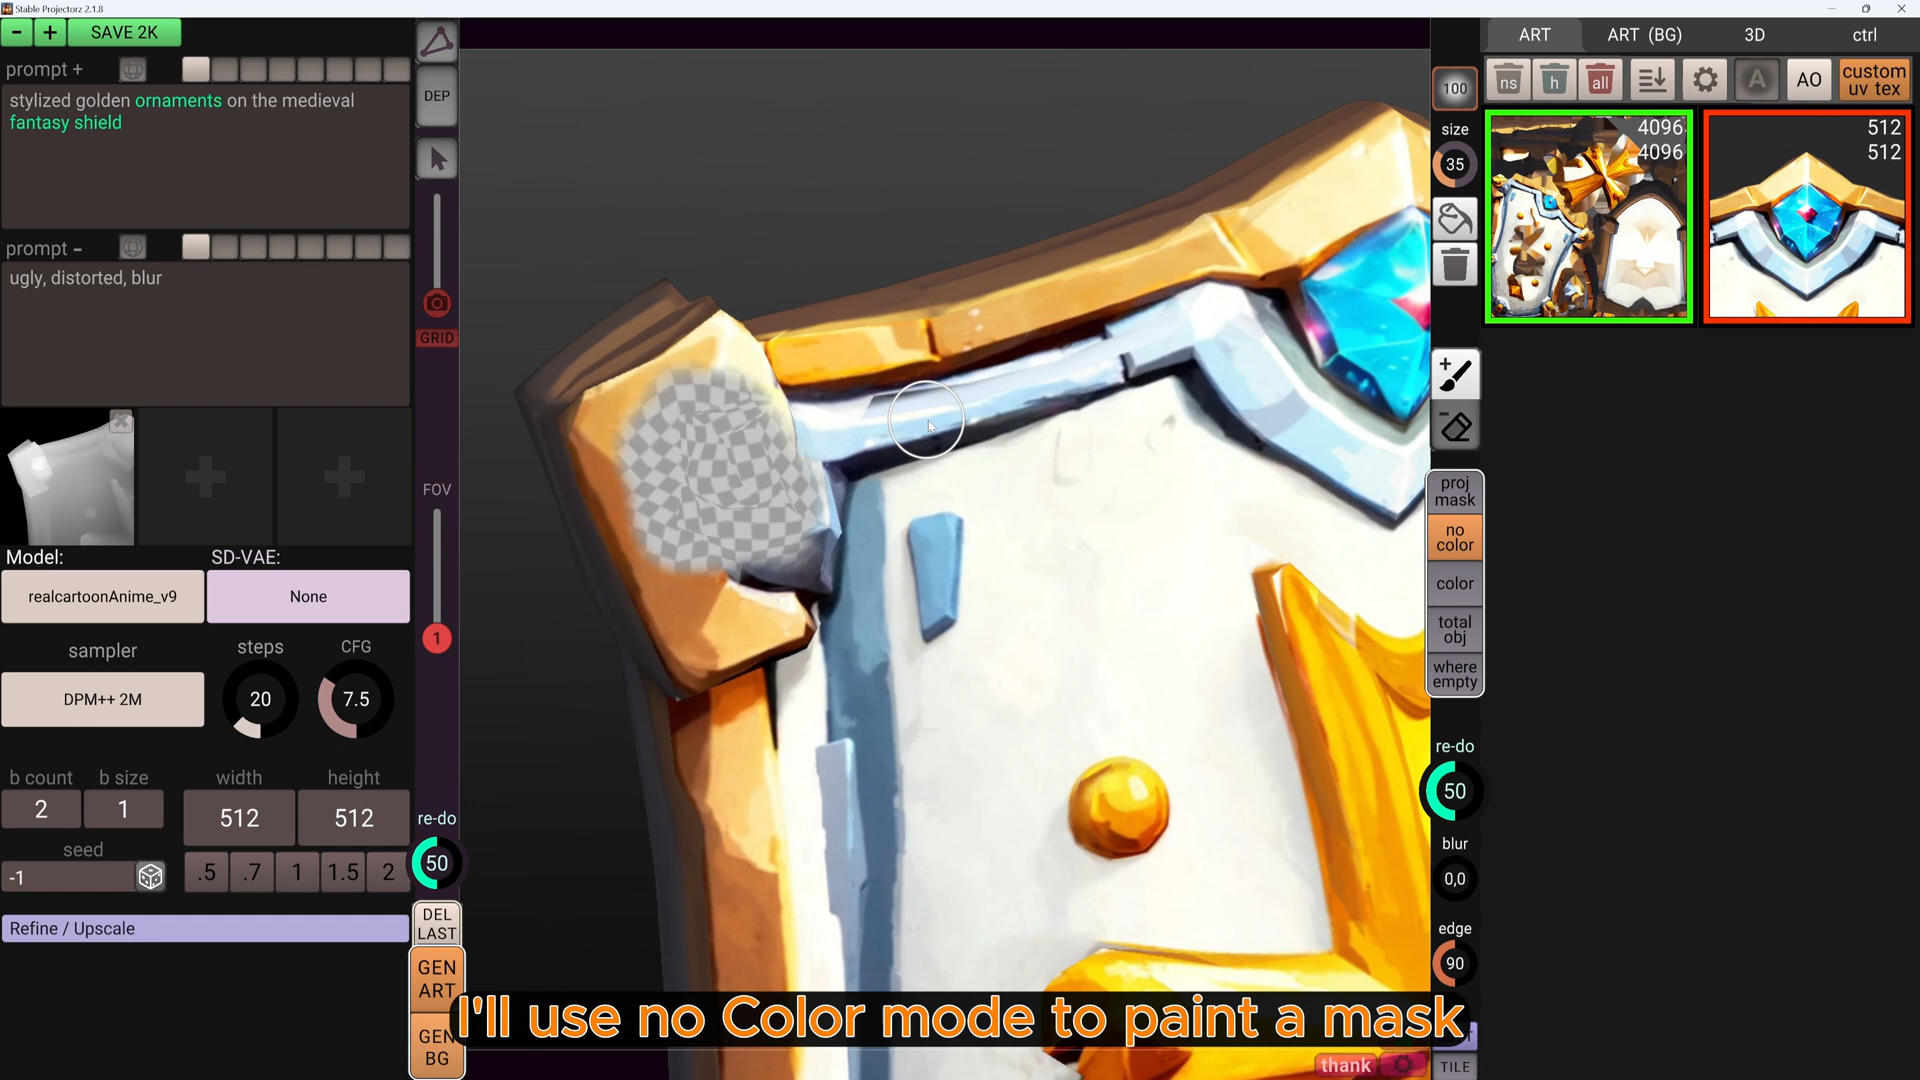 Stable Projectorz 2.1.8
- + SAVE 2K
prompt +
stylized golden ornaments on the medieval
fantasy shield
prompt -
ugly, distorted, blur
Model:
SD-VAE:
realcartoonAnime_v9
None
sampler
steps
CFG
DPM++ 2M
20
7.5
b count
b size
width
height
2
1
512
512
seed
-1
.5
.7
1
1.5
2
Refine / Upscale
DEP
GRID
FOV
1
re-do
50
DEL
LAST
GEN
ART
GEN
BG
I'll use no Color mode to paint a mask
thank
100
size
35
proj
mask
no
color
color
total
obj
where
empty
re-do
50
blur
0,0
edge
90
TILE
ART
ART (BG)
3D
ctrl
ns
h
all
A
AO
custom
uv tex
4096
4096
512
512